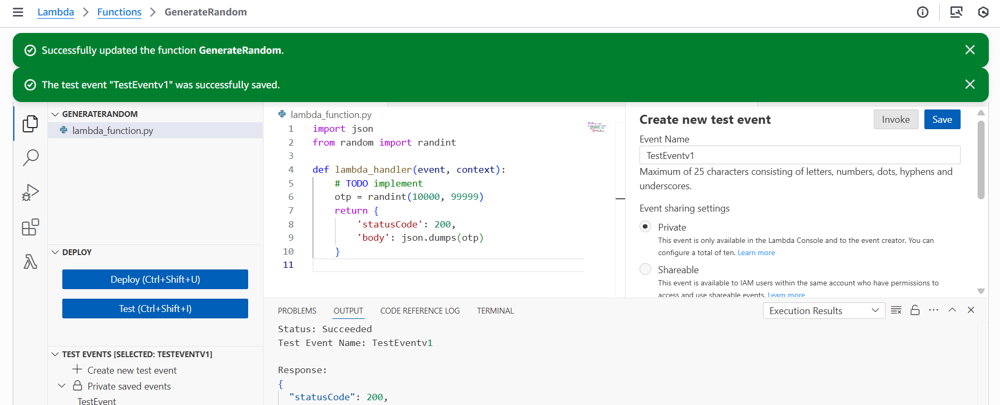 Lambda > Functions > GenerateRandom
Successfully updated the function GenerateRandom.
The test event "TestEventv1" was successfully saved.
GENERATERANDOM
lambda_function.py
DEPLOY
Deploy (Ctrl+Shift+U)
Test (Ctrl+Shift+I)
TEST EVENTS [SELECTED: TESTEVENTV1]
Create new test event
Private saved events
TestEvent
lambda_function.py
1 import json
2 from random import randint
3
4 def lambda_handler(event, context):
5 # TODO implement
6 otp = randint(10000, 99999)
7 return {
8 'statusCode': 200,
9 'body': json.dumps(otp)
10 }
11
Create new test event
Invoke
Save
Event Name
TestEventv1
Maximum of 25 characters consisting of letters, numbers, dots, hyphens and
underscores.
Event sharing settings
Private
This event is only available in the Lambda Console and to the event creator. You can
configure a total of ten. Learn more
Shareable
This event is available to IAM users within the same account who have permissions to
access and use shareable events. Learn more
PROBLEMS OUTPUT CODE REFERENCE LOG TERMINAL
Execution Results
Status: Succeeded
Test Event Name: TestEventv1
Response:
{
"statusCode": 200,